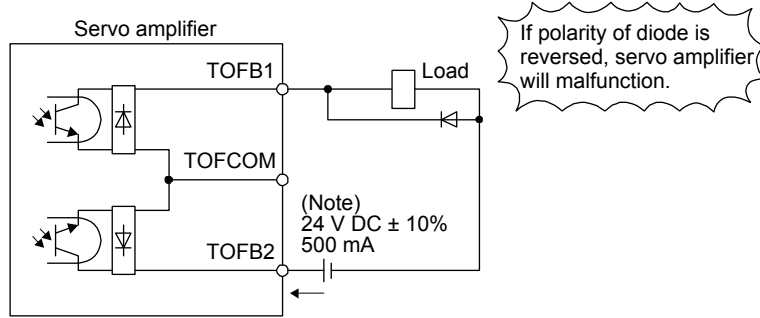 Servo amplifier
If polarity of diode is
reversed, servo amplifier
will malfunction.
TOFB1
Load
TOFCOM
(Note)
24 V DC ± 10%
500 mA
TOFB2